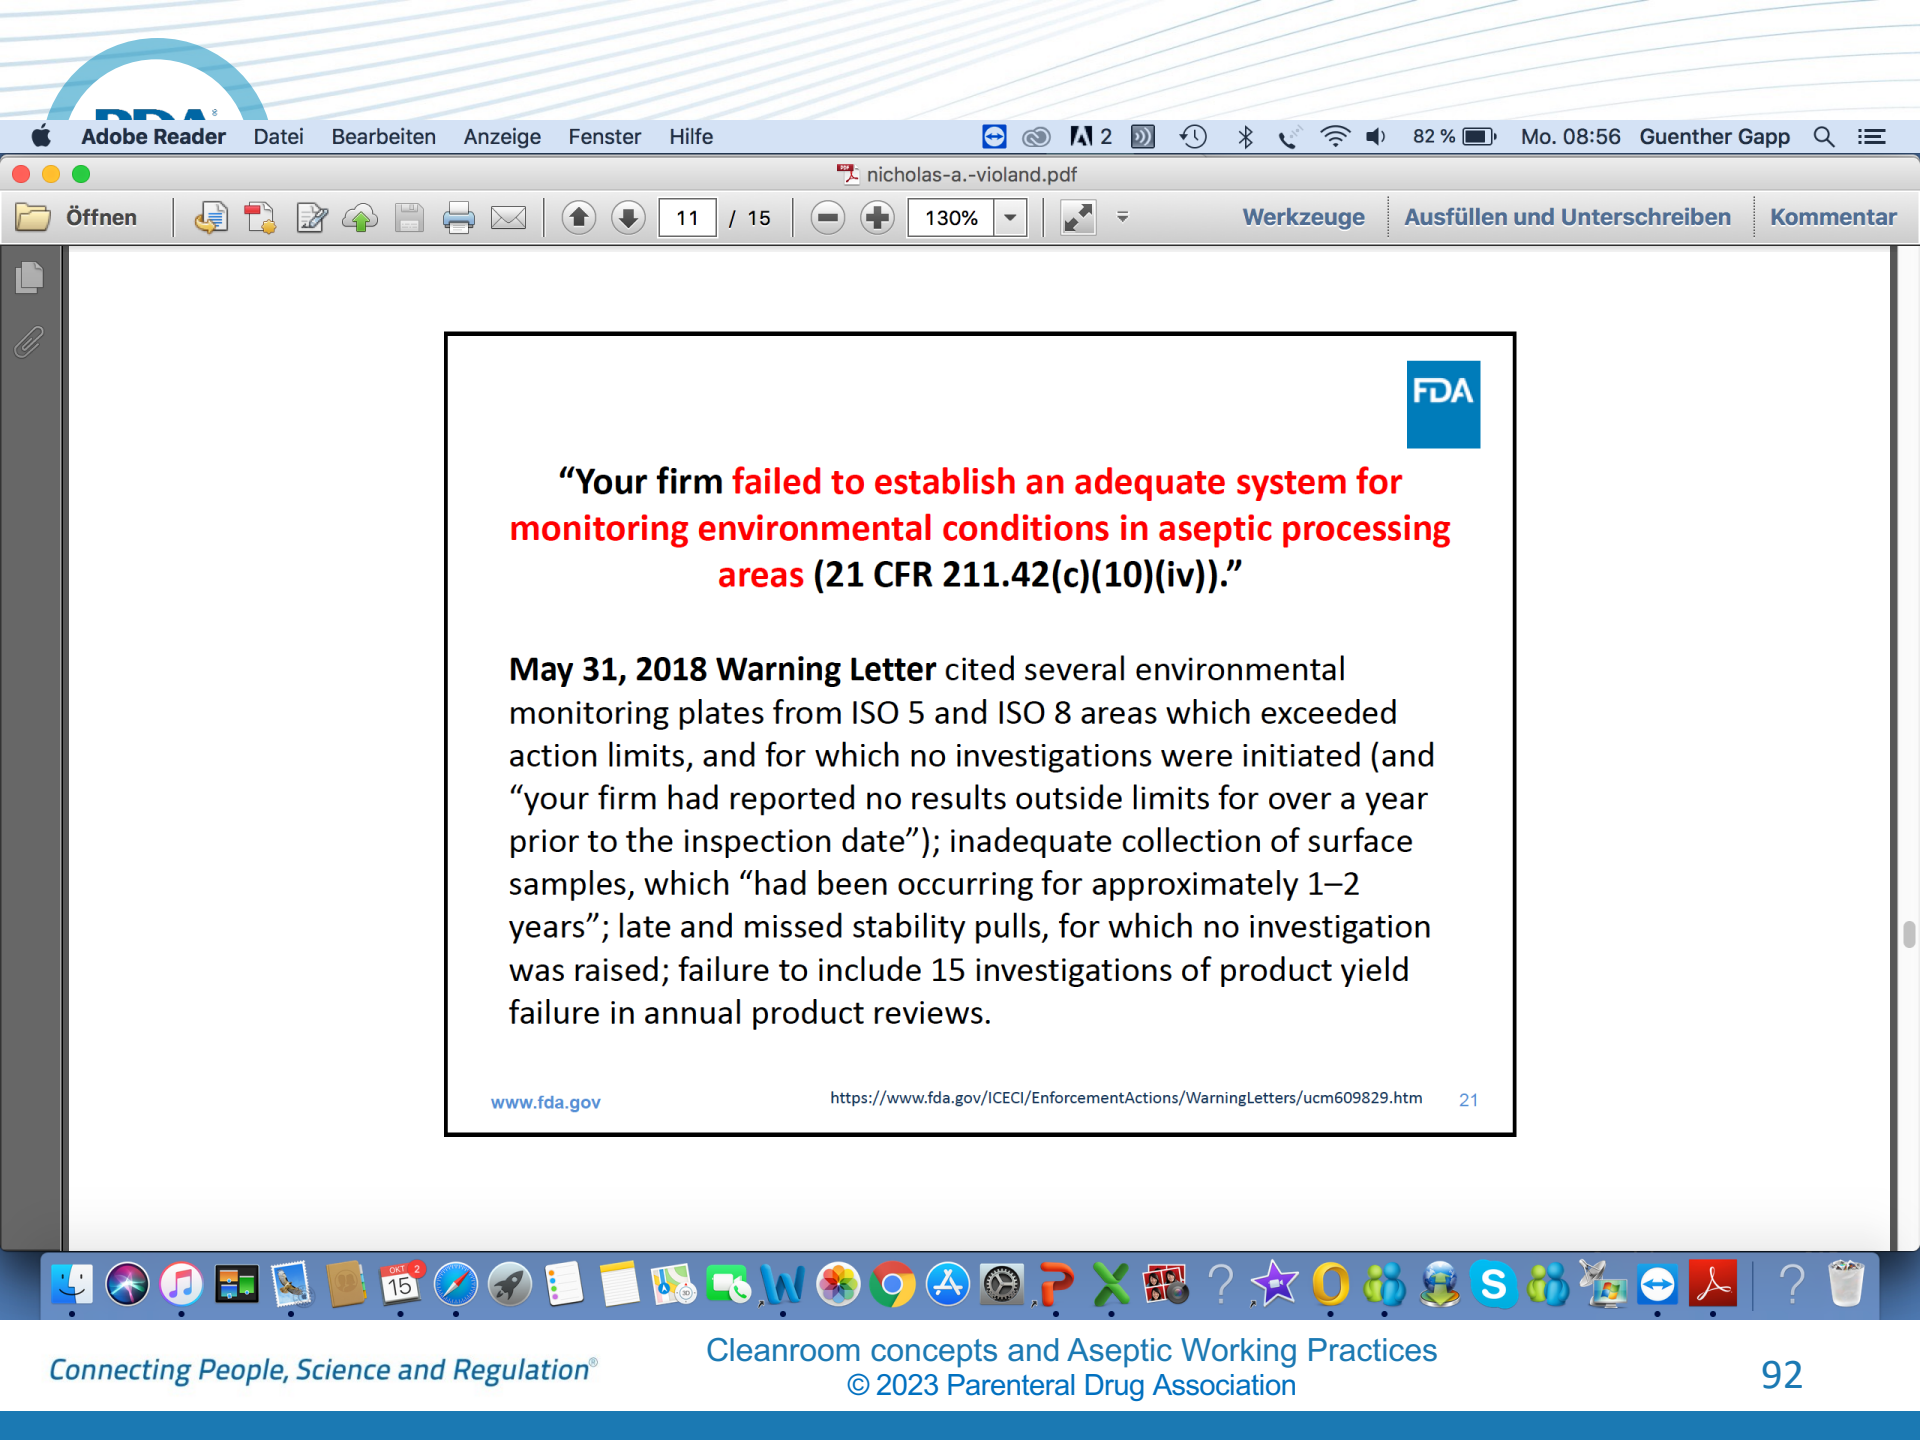 PDA®
Adobe Reader Datei Bearbeiten Anzeige Fenster Hilfe 2 82 % Mo. 08:56 Guenther Gapp
nicholas-a.-violand.pdf
Öffnen 11 / 15 130% Werkzeuge Ausfüllen und Unterschreiben Kommentar
FDA
“Your firm failed to establish an adequate system for
monitoring environmental conditions in aseptic processing
areas (21 CFR 211.42(c)(10)(iv)).”
May 31, 2018 Warning Letter cited several environmental
monitoring plates from ISO 5 and ISO 8 areas which exceeded
action limits, and for which no investigations were initiated (and
“your firm had reported no results outside limits for over a year
prior to the inspection date”); inadequate collection of surface
samples, which “had been occurring for approximately 1–2
years”; late and missed stability pulls, for which no investigation
was raised; failure to include 15 investigations of product yield
failure in annual product reviews.
www.fda.gov https://www.fda.gov/ICECI/EnforcementActions/WarningLetters/ucm609829.htm 21
OKT 2
15
Connecting People, Science and Regulation®
Cleanroom concepts and Aseptic Working Practices
© 2023 Parenteral Drug Association
92